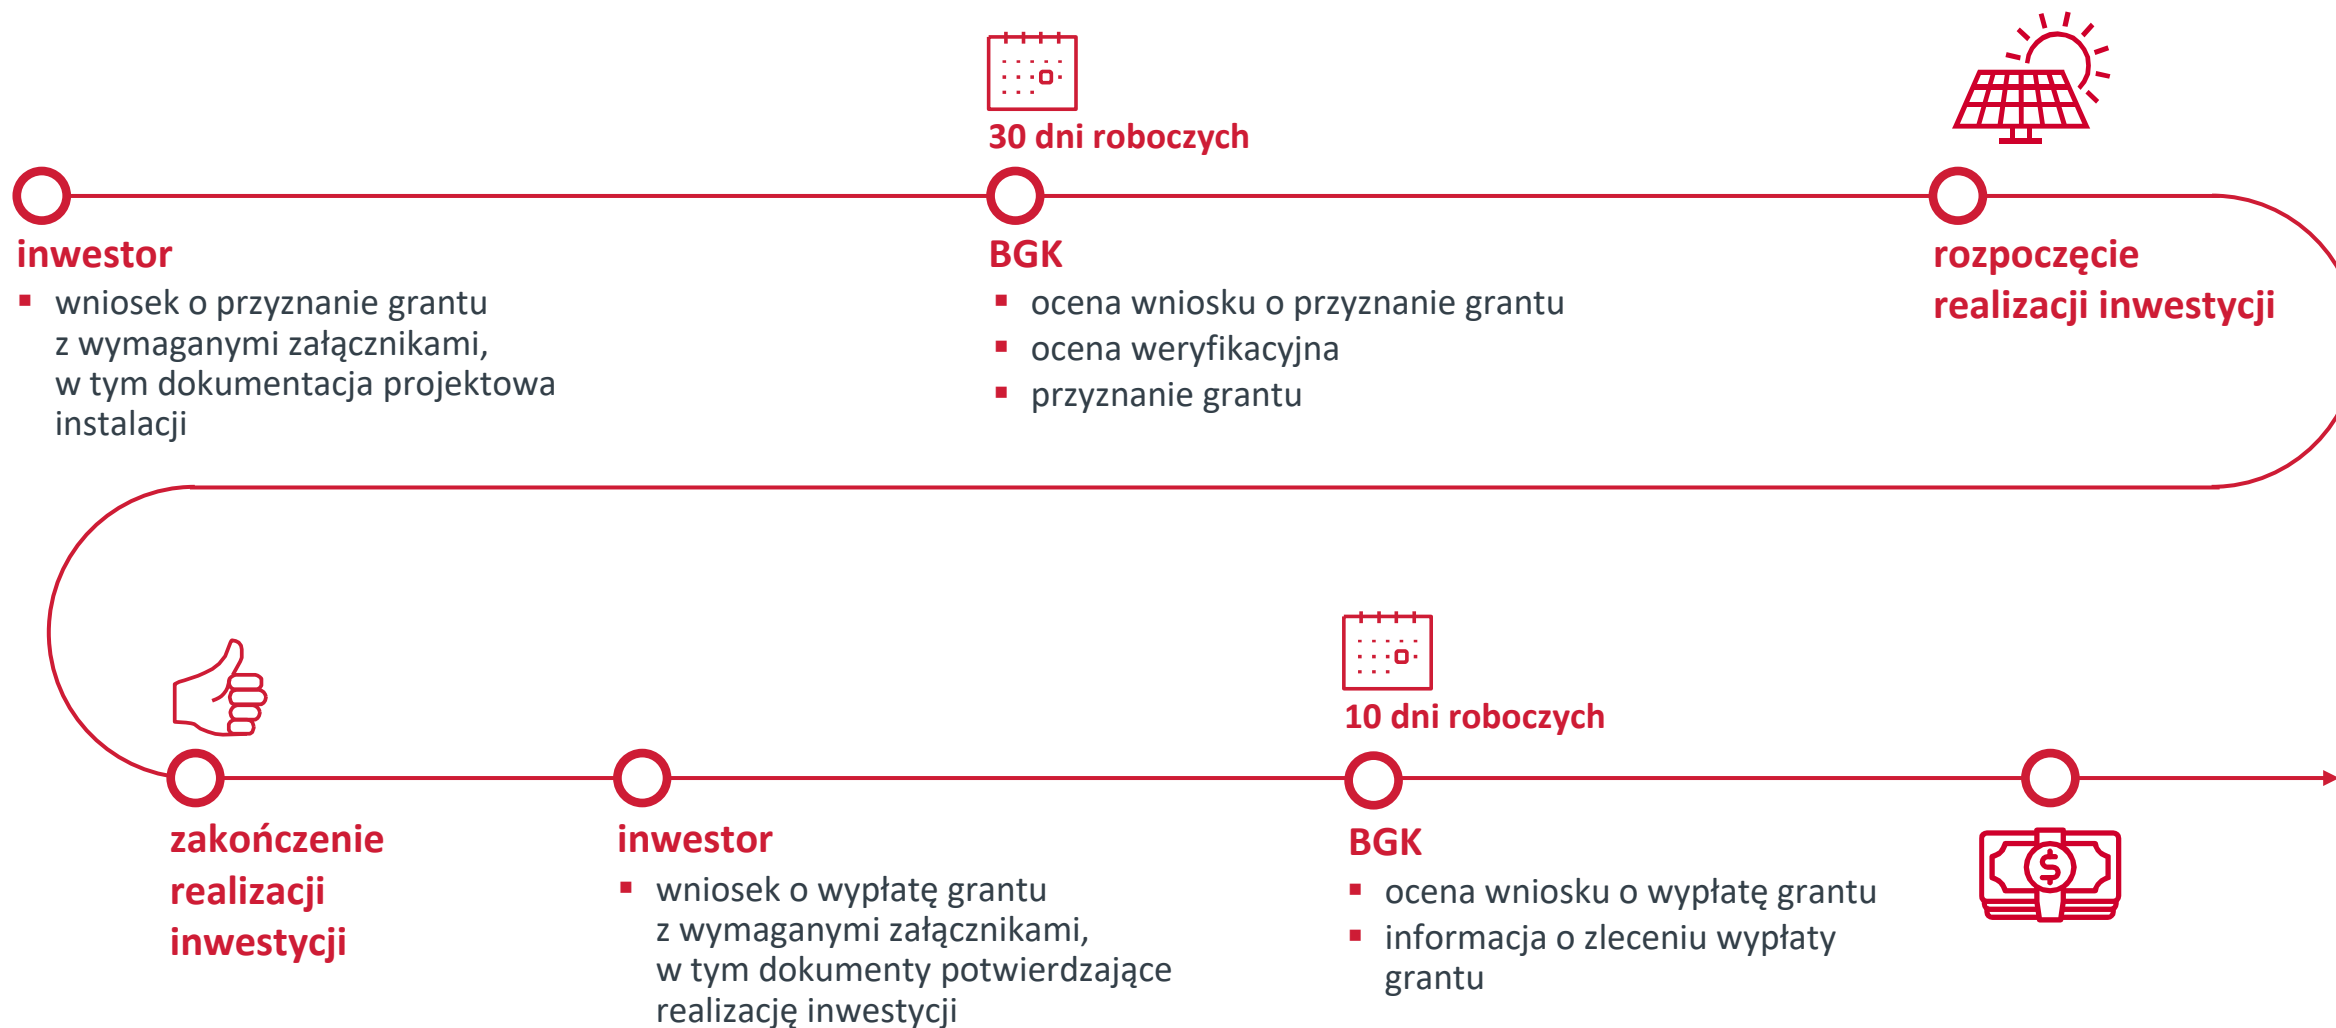 30 dni roboczych
inwestor
▪ wniosek o przyznanie grantu
z wymaganymi załącznikami,
w tym dokumentacja projektowa
instalacji
BGK
▪ ocena wniosku o przyznanie grantu
▪ ocena weryfikacyjna
▪ przyznanie grantu
rozpoczęcie
realizacji inwestycji
zakończenie
realizacji
inwestycji
inwestor
▪ wniosek o wypłatę grantu
z wymaganymi załącznikami,
w tym dokumenty potwierdzające
realizację inwestycji
10 dni roboczych
BGK
▪ ocena wniosku o wypłatę grantu
▪ informacja o zleceniu wypłaty
grantu
$